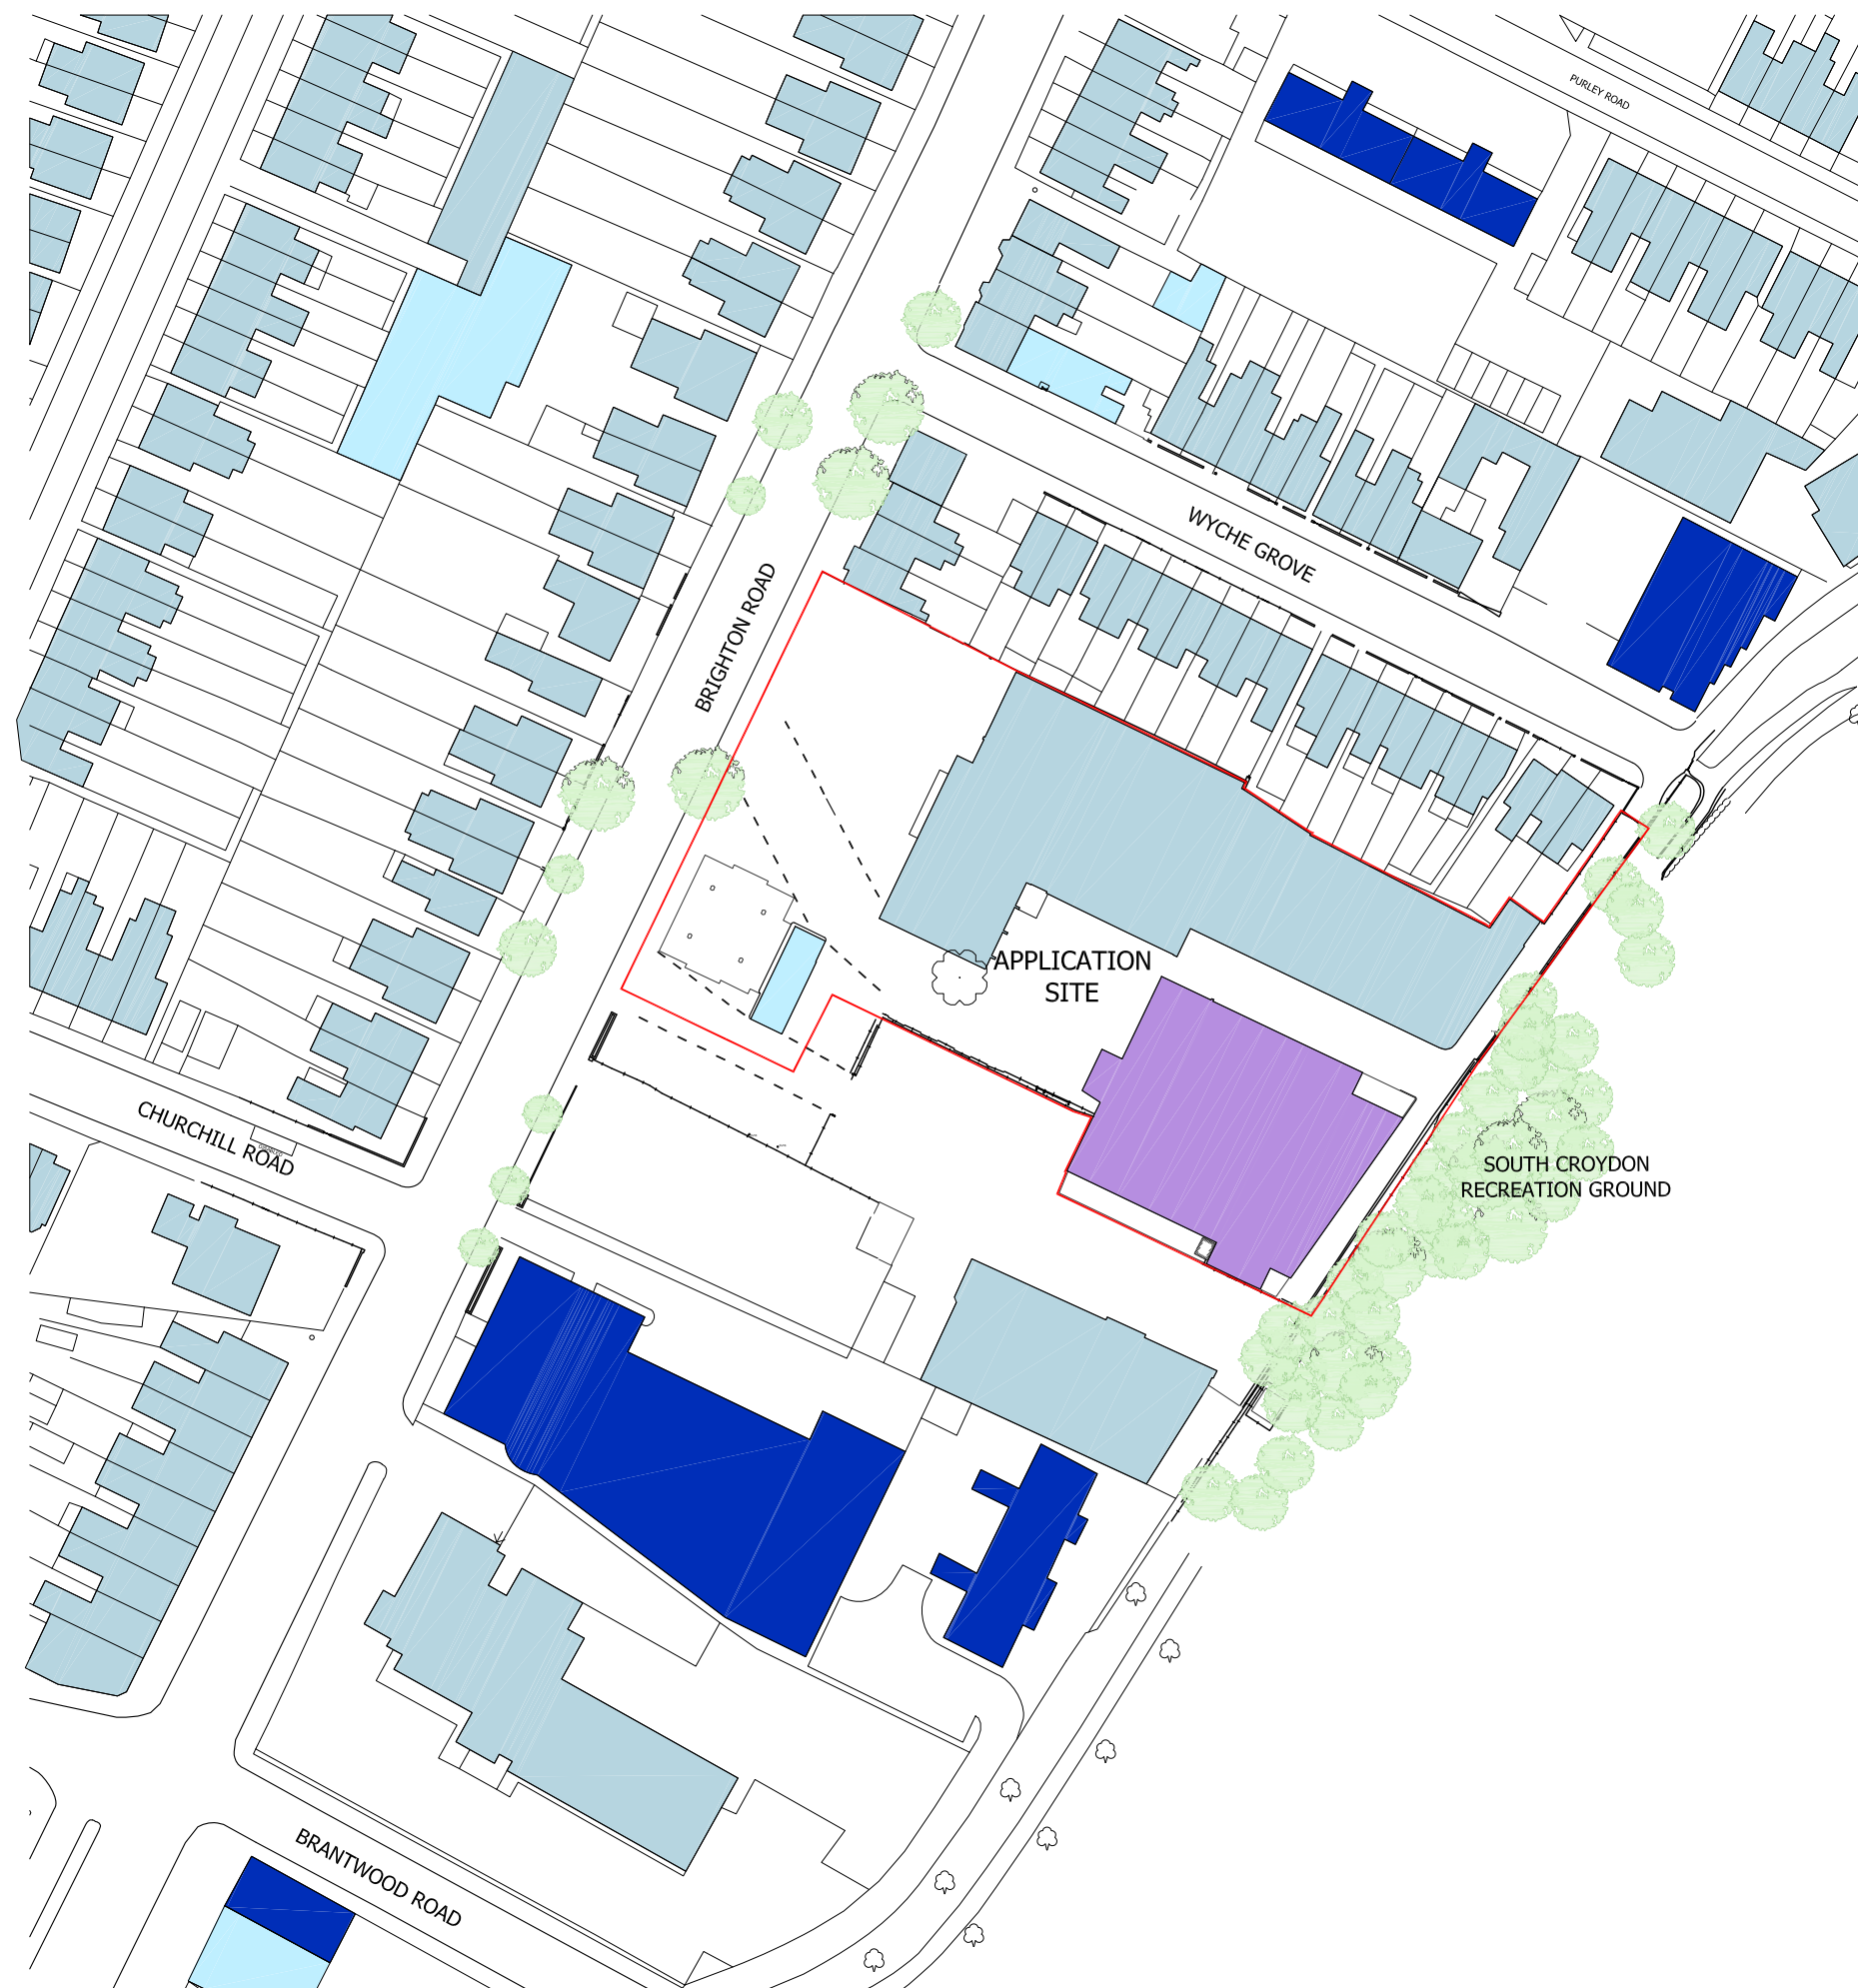 PURLEY ROAD
WYCHE GROVE
BRIGHTON ROAD
APPLICATION
SITE
CHURCHILL ROAD
SOUTH CROYDON
RECREATION GROUND
BRANTWOOD ROAD